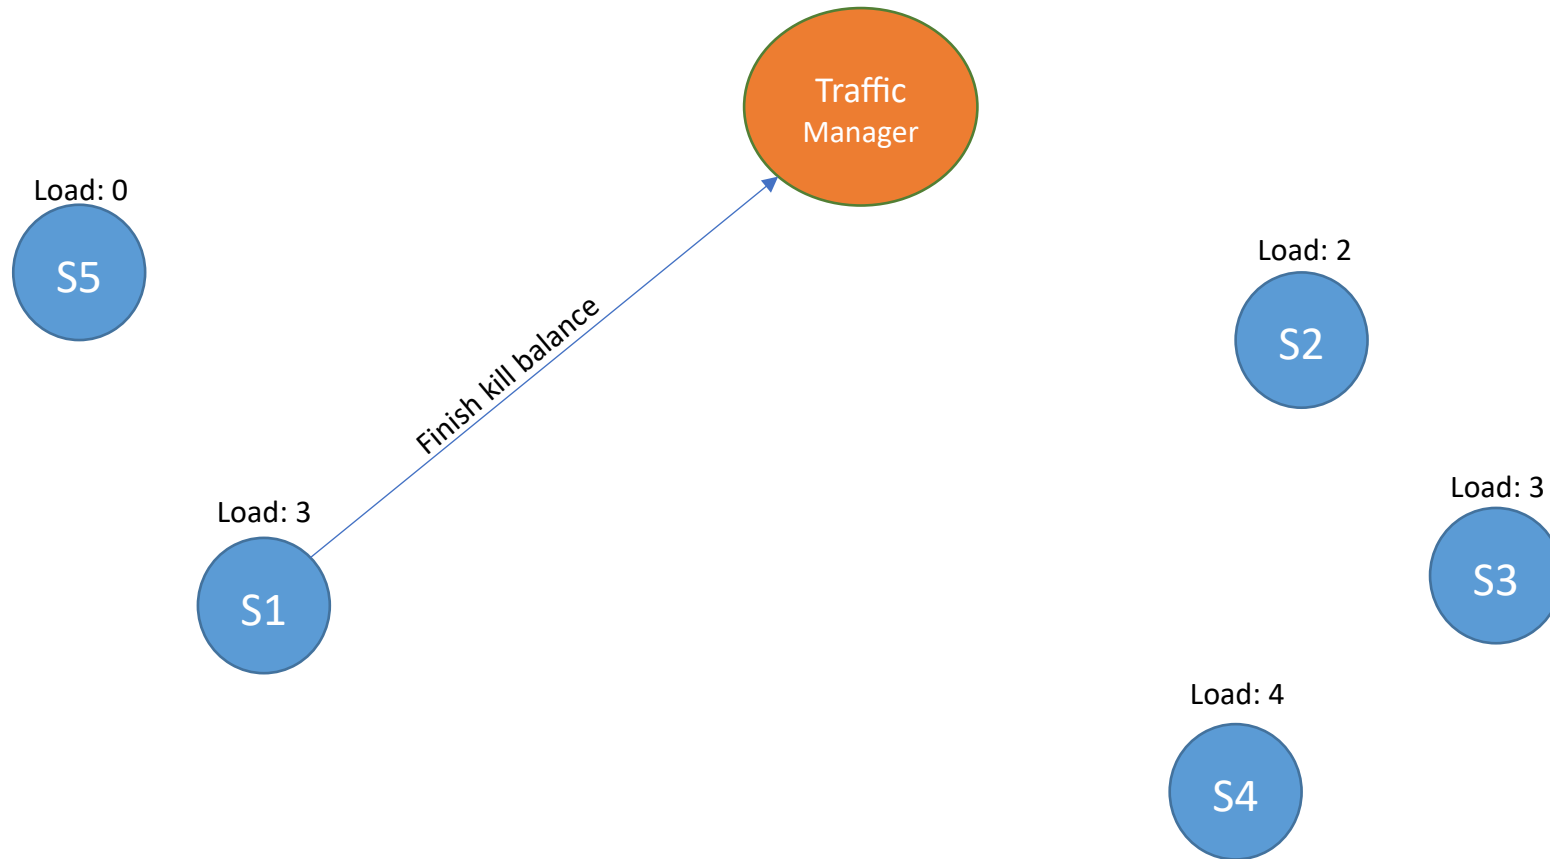 Traffic
Manager
Load: 0
S5
Load: 2
S2
Finish kill balance
Load: 3
S3
Load: 3
S1
Load: 4
S4